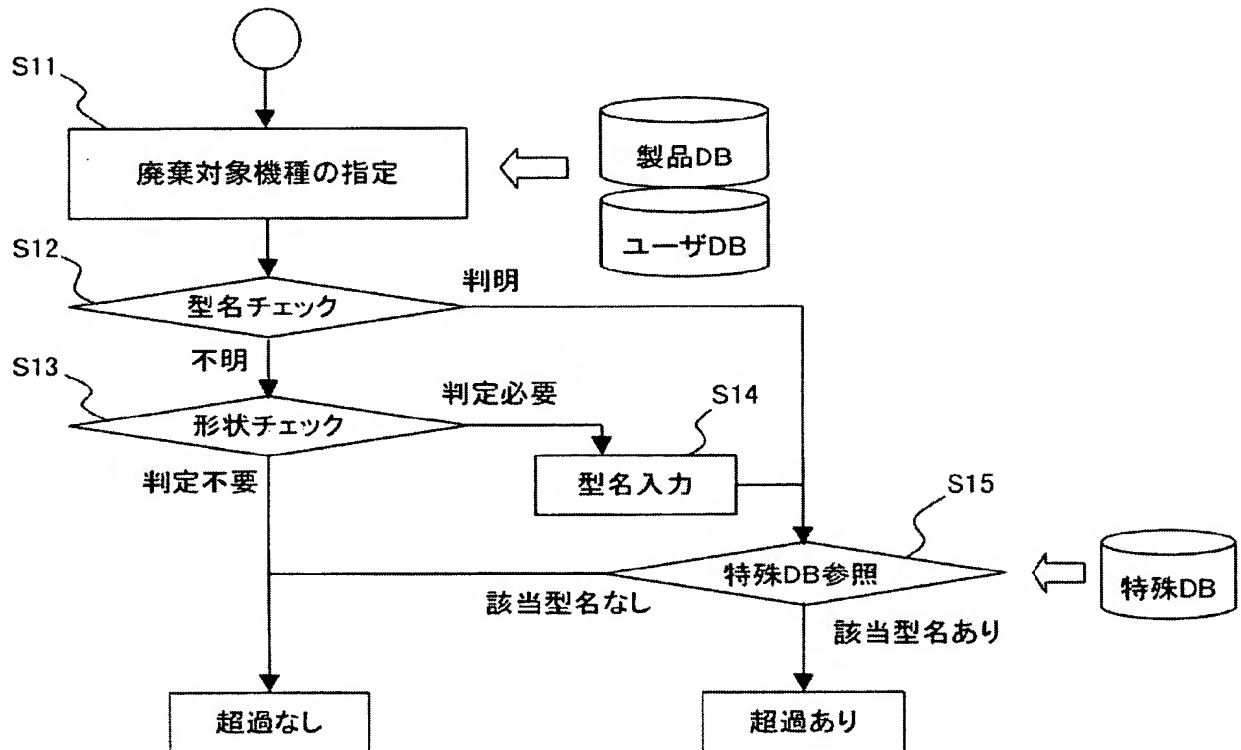 S11
廃棄対象機種の指定
製品DB
ユーザDB
S12
型名チェック
判明
不明
S13
形状チェック
判定必要
S14
判定不要
型名入力
S15
特殊DB参照
特殊DB
該当型名なし
該当型名あり
超過なし
超過あり